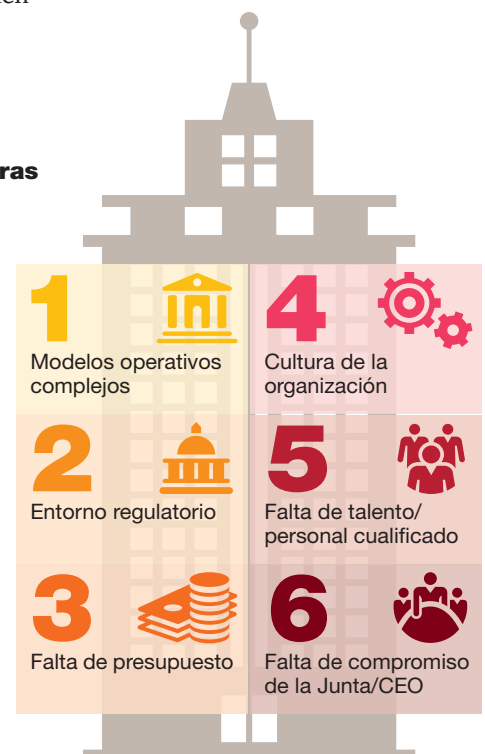 ras
1
Modelos operativos
complejos
2
Entorno regulatorio
3
Falta de presupuesto
4
Cultura de la
organización
5
Falta de talento/
personal cualificado
6
Falta de compromiso
de la Junta/CEO